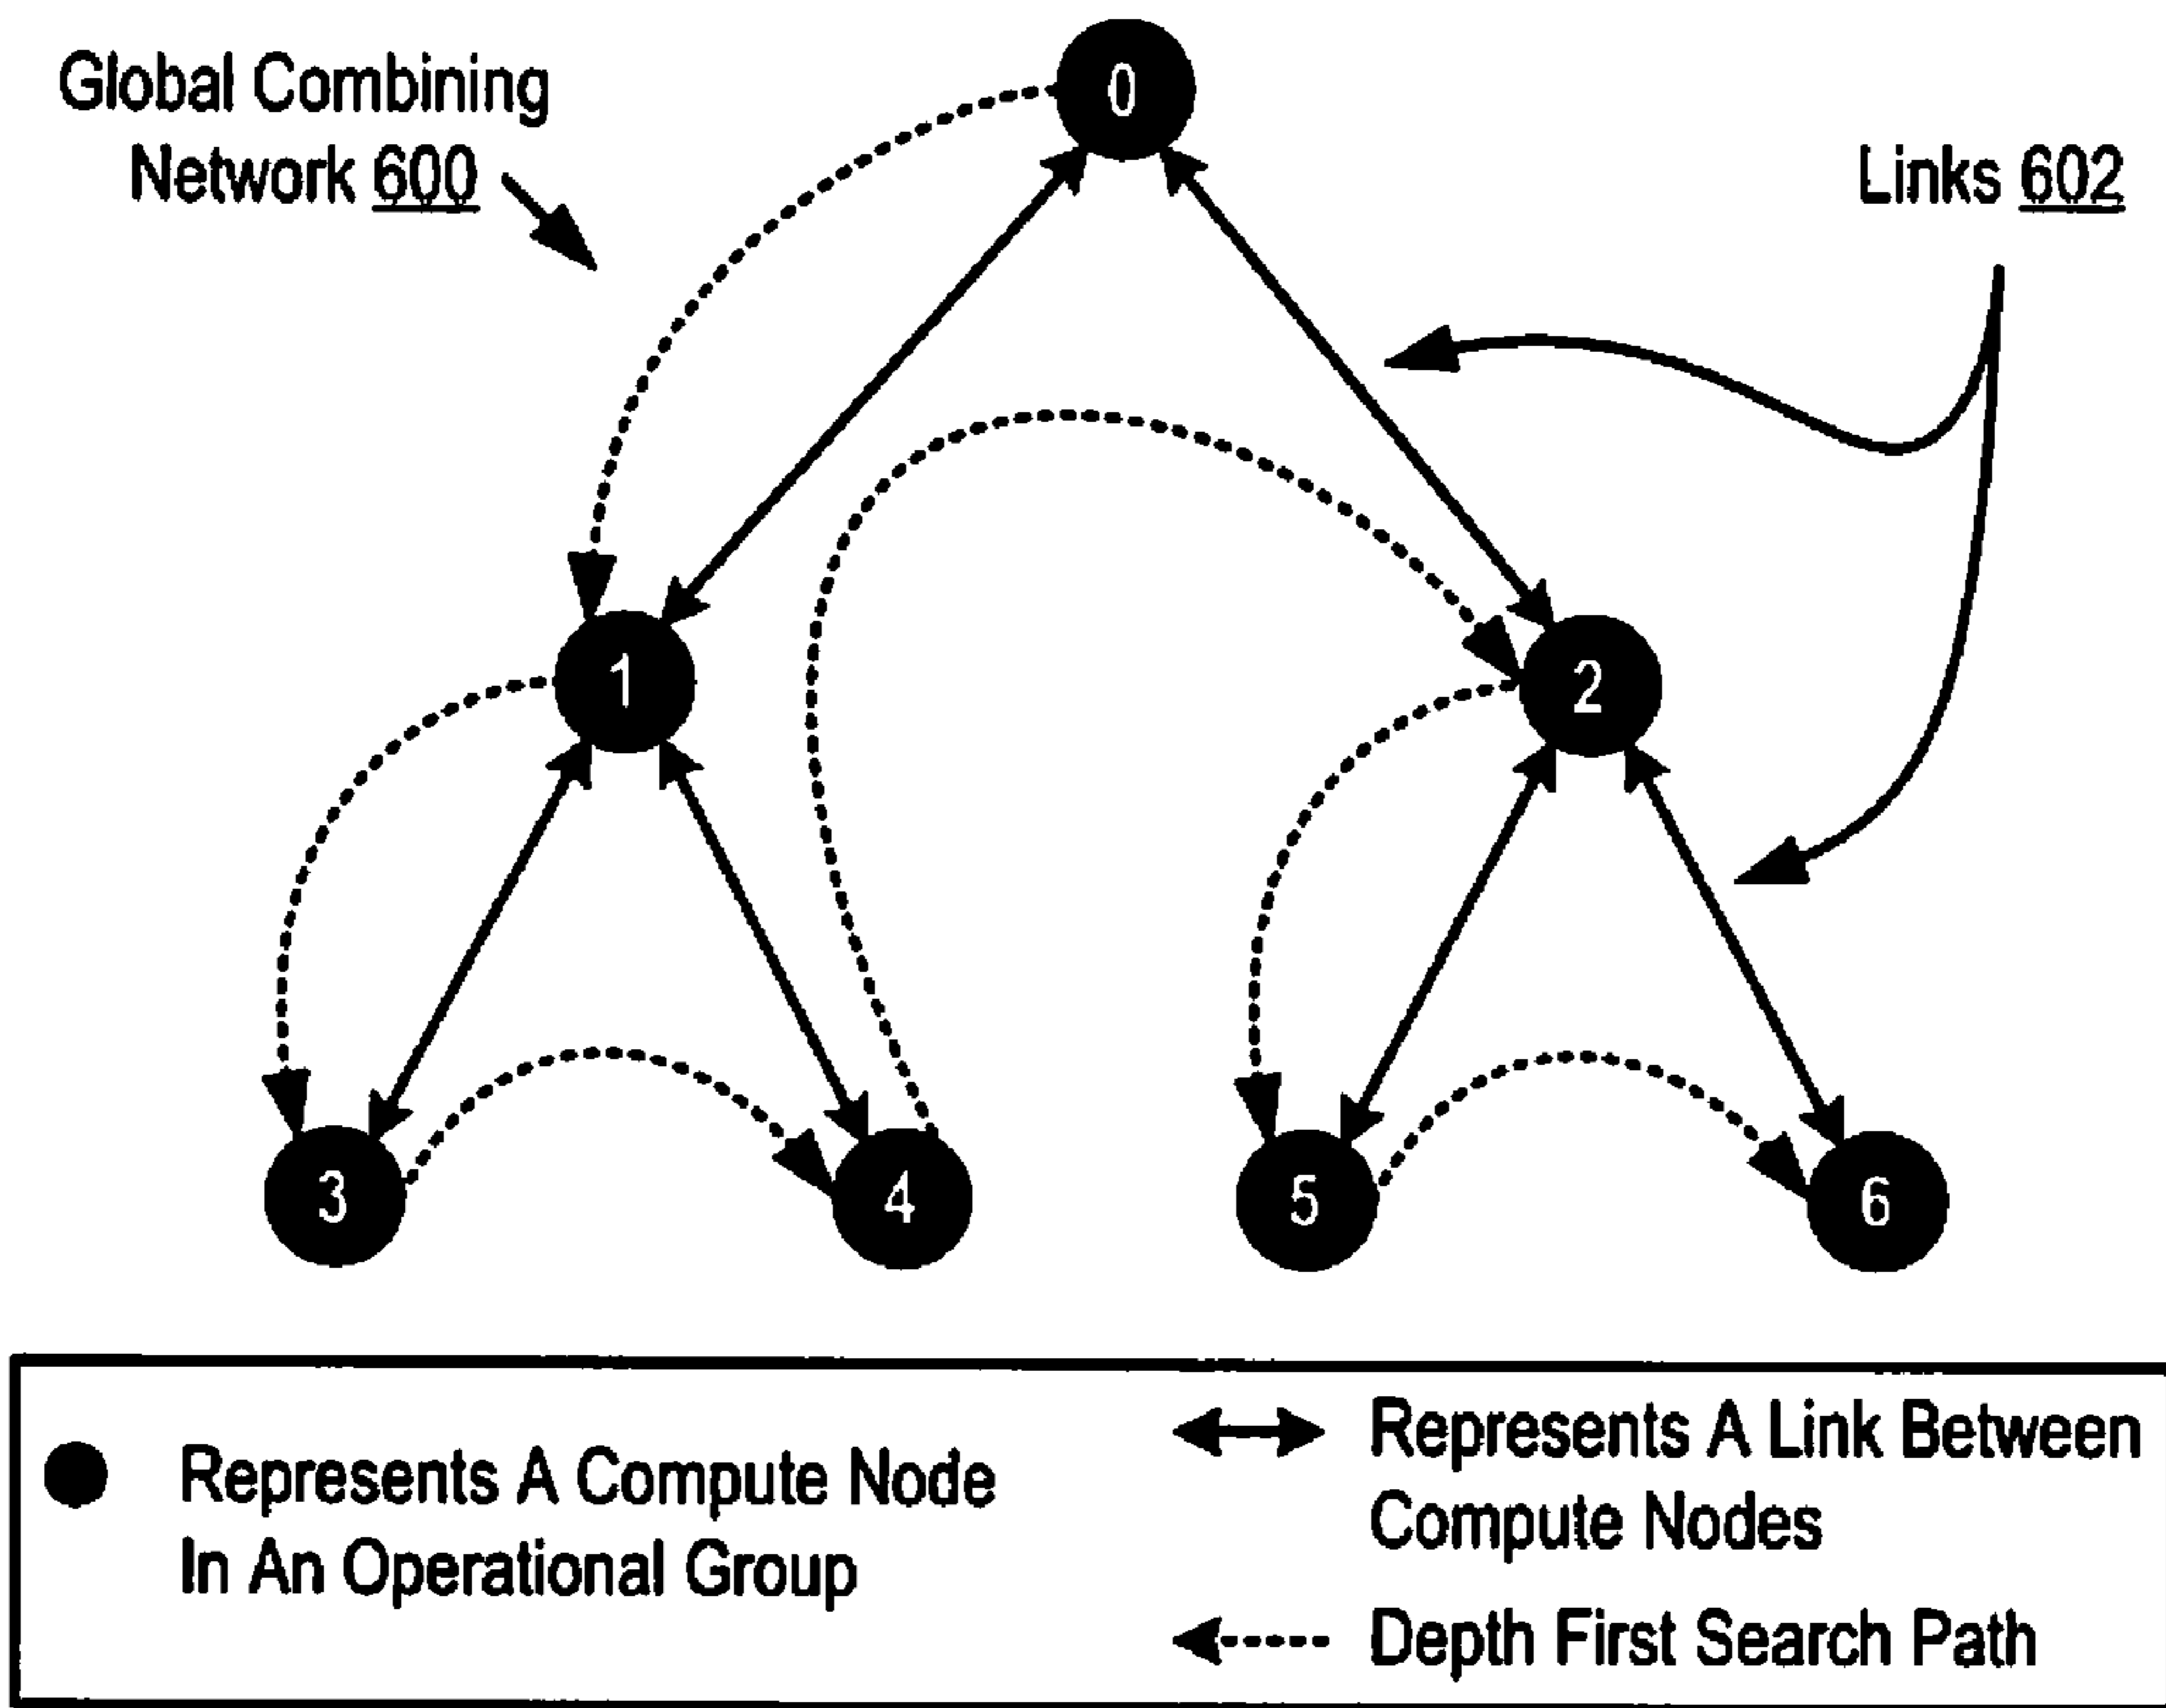 Global Combining
Network 600
Links 602
0
1
2
3
4
5
6
Represents A Compute Node
In An Operational Group
Represents A Link Between
Compute Nodes
Depth First Search Path